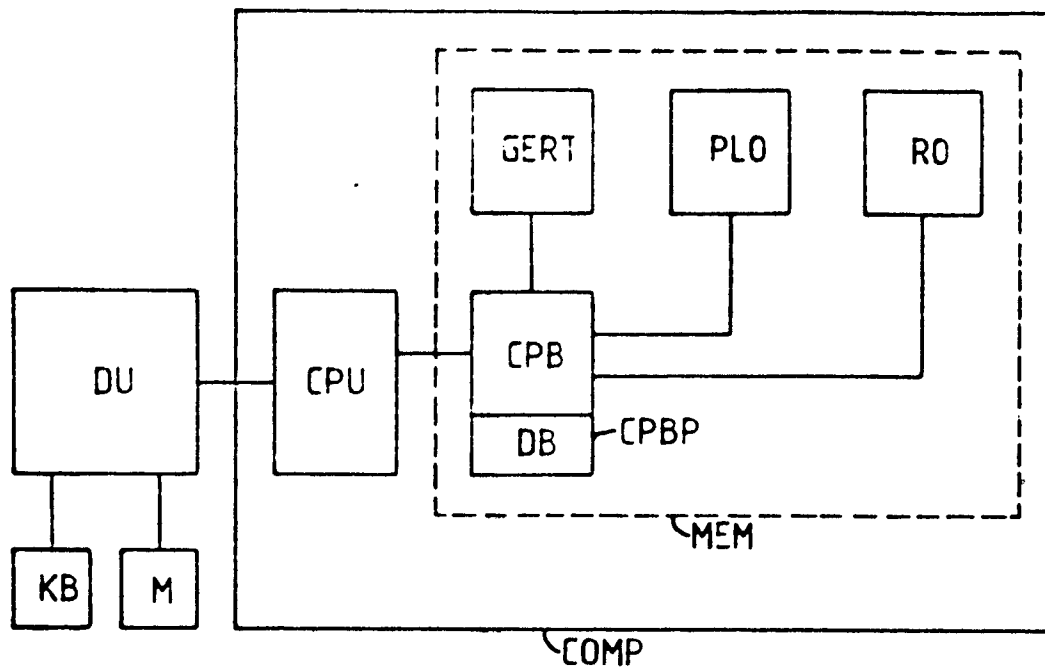 GERT
PLO
RO
DU
CPU
CPB
DB
CPBP
MEM
KB
M
COMP